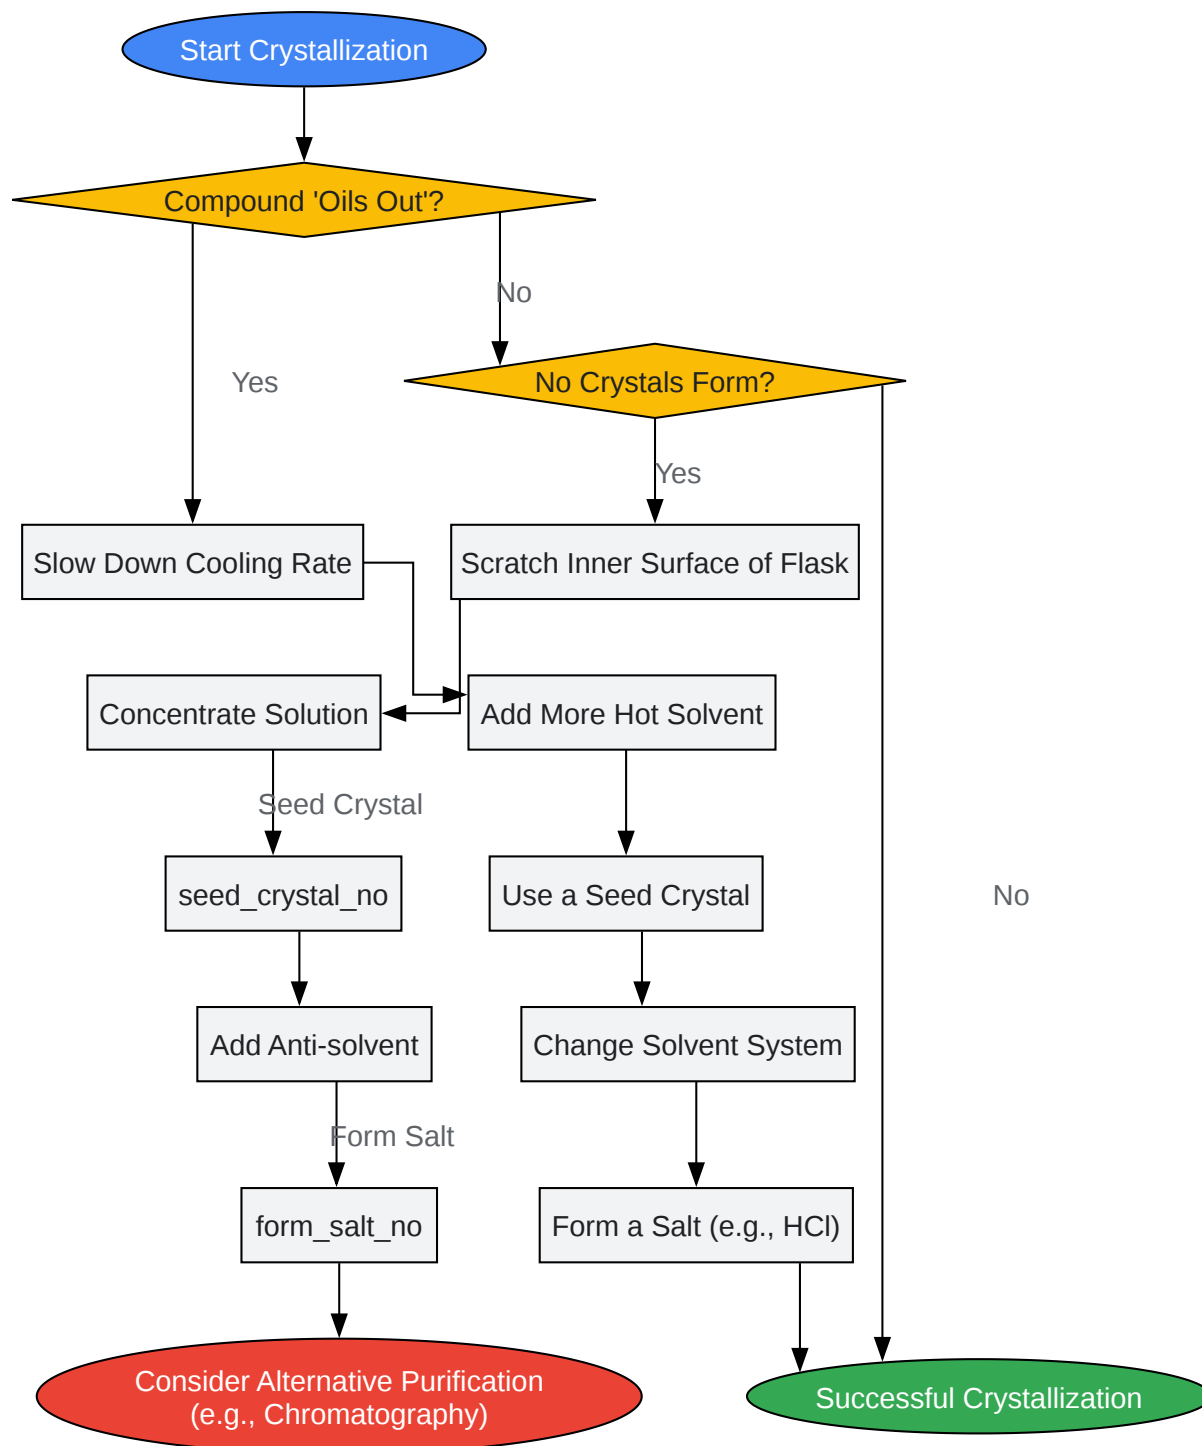 Start Crystallization
Compound 'Oils Out'?
No
Yes
No Crystals Form?
Yes
Slow Down Cooling Rate
Scratch Inner Surface of Flask
Concentrate Solution
Add More Hot Solvent
Seed Crystal
seed_crystal_no
Use a Seed Crystal
No
Add Anti-solvent
Change Solvent System
Form Salt
form_salt_no
Form a Salt (e.g., HCl)
Consider Alternative Purification
(e.g., Chromatography)
Successful Crystallization